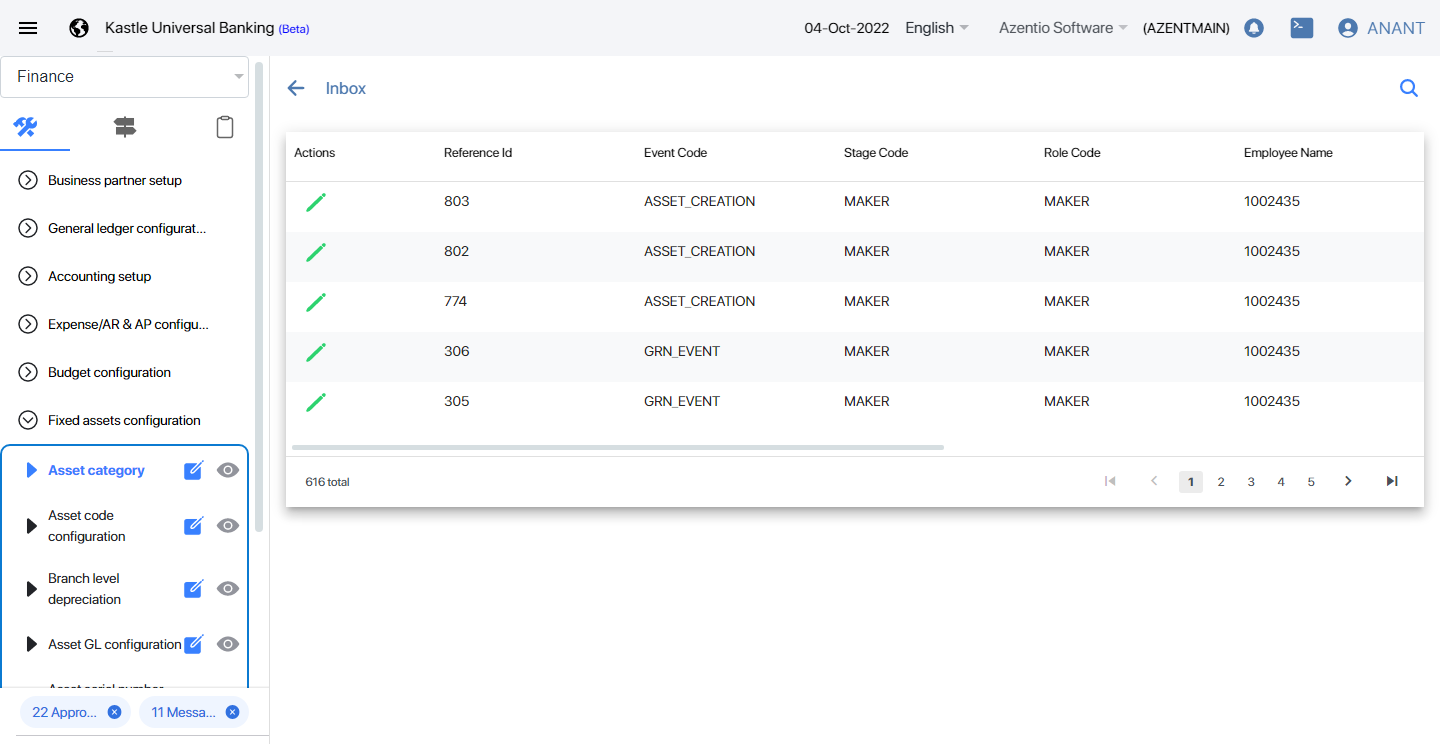 Kastle Universal Banking (Beta)
04-Oct-2022 English Azentio Software (AZENTMAIN) ANANT
Finance
Business partner setup
General ledger configurat...
Accounting setup
Expense/AR & AP configu...
Budget configuration
Fixed assets configuration
Asset category
Asset code
configuration
Branch level
depreciation
Asset GL configuration
Asset serial number
22 Appro...
11 Messa...
Inbox
Actions Reference Id Event Code Stage Code Role Code Employee Name
803 ASSET_CREATION MAKER MAKER 1002435
802 ASSET_CREATION MAKER MAKER 1002435
774 ASSET_CREATION MAKER MAKER 1002435
306 GRN_EVENT MAKER MAKER 1002435
305 GRN_EVENT MAKER MAKER 1002435
616 total
1 2 3 4 5